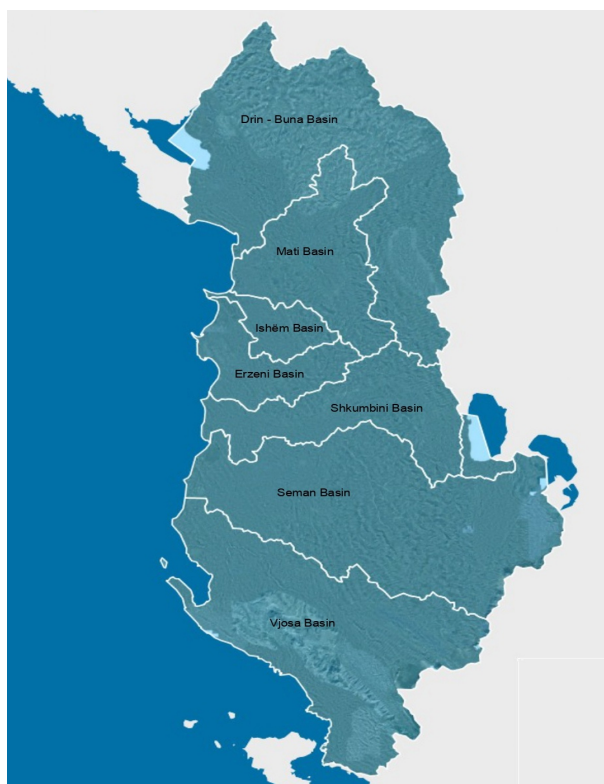 Drin - Buna Basin
Mati Basin
Ishëm Basin
Erzeni Basin
Shkumbini Basin
Seman Basin
Vjosa Basin